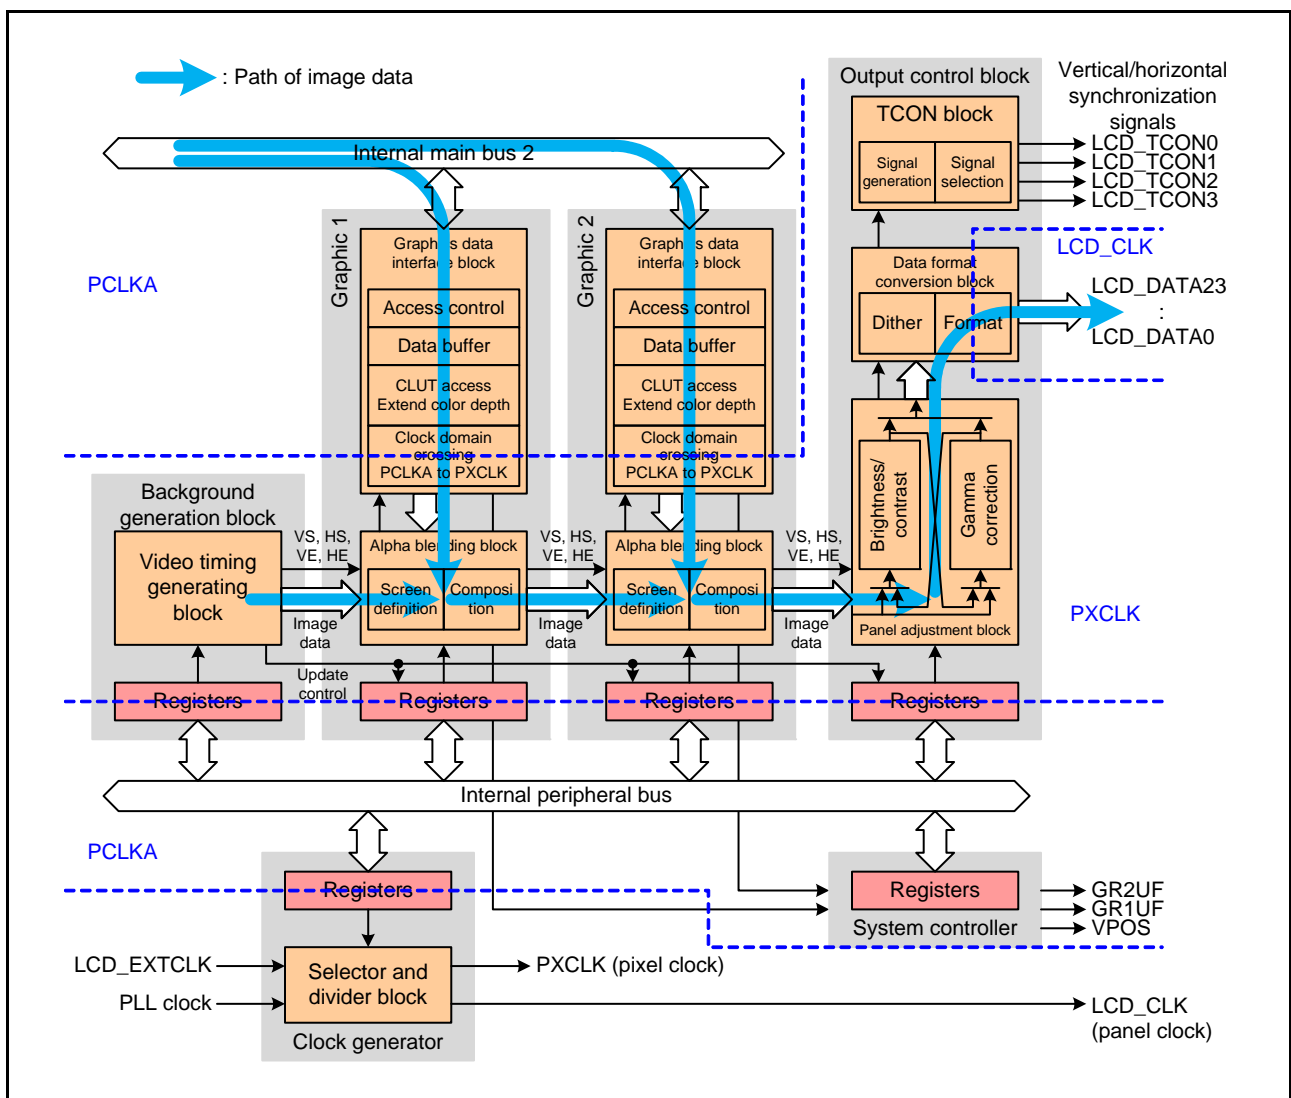 : Path of image data
Output control block
Vertical/horizontal
synchronization
signals
TCON block
Signal
generation
Signal
selection
LCD_TCON0
LCD_TCON1
LCD_TCON2
LCD_TCON3
Internal main bus 2
Graphic 1
Graphics data
interface block
Access control
Data buffer
CLUT access
Extend color depth
Clock domain
crossing
PCLKA to PXCLK
Graphic 2
Graphics data
interface block
Access control
Data buffer
CLUT access
Extend color depth
Clock domain
crossing
PCLKA to PXCLK
PCLKA
LCD_CLK
Data format
conversion block
Dither
Format
LCD_DATA23
:
LCD_DATA0
Background
generation block
Video timing
generating
block
VS, HS,
VE, HE
Image
data
Alpha blending block
Screen
definition
Composi
tion
VS, HS,
VE, HE
Image
data
Alpha blending block
Screen
definition
Composi
tion
VS, HS,
VE, HE
Image
data
Brightness/
contrast
Gamma
correction
Panel adjustment block
PXCLK
Update
control
Registers
Registers
Registers
Registers
Internal peripheral bus
PCLKA
Registers
Registers
System controller
GR2UF
GR1UF
VPOS
LCD_EXTCLK
PLL clock
Selector and
divider block
Clock generator
PXCLK (pixel clock)
LCD_CLK
(panel clock)